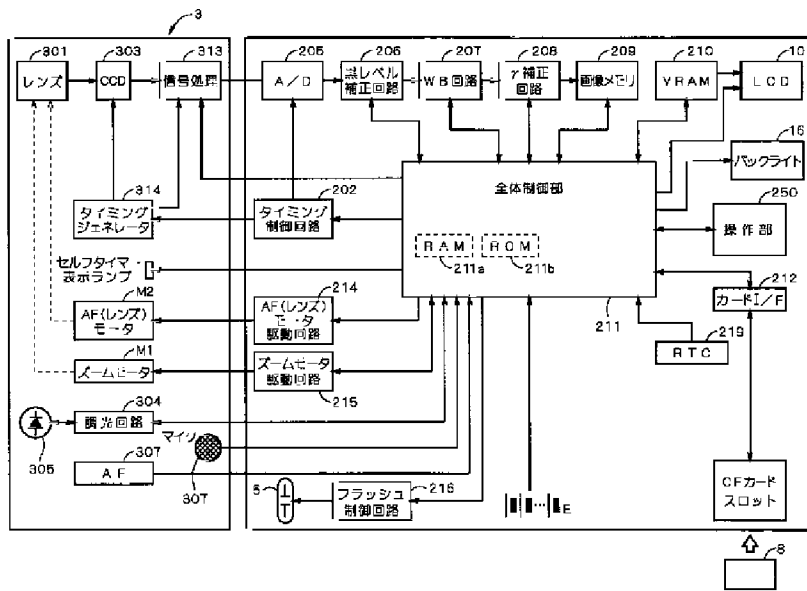 3
301
303
313
205
206
207
208
209
210
10
レンズ
CCD
信号処理
A/D
黒レベル
補正回路
WB回路
γ補正
回路
画像メモリ
VRAM
LCD
16
バックライト
314
202
全体制御部
250
タイミング
ジェネレータ
タイミング
制御回路
操作部
RAM
ROM
211a
211b
セルフタイマ
表示ランプ
212
M2
214
カードI/F
AF(レンズ)
モータ
AF(レンズ)
モータ
駆動回路
211
219
RTC
M1
ズームモータ
ズームモータ
駆動回路
215
304
調光回路
マイク
305
307
AF
307
5
216
フラッシュ
制御回路
E
CFカード
スロット
8